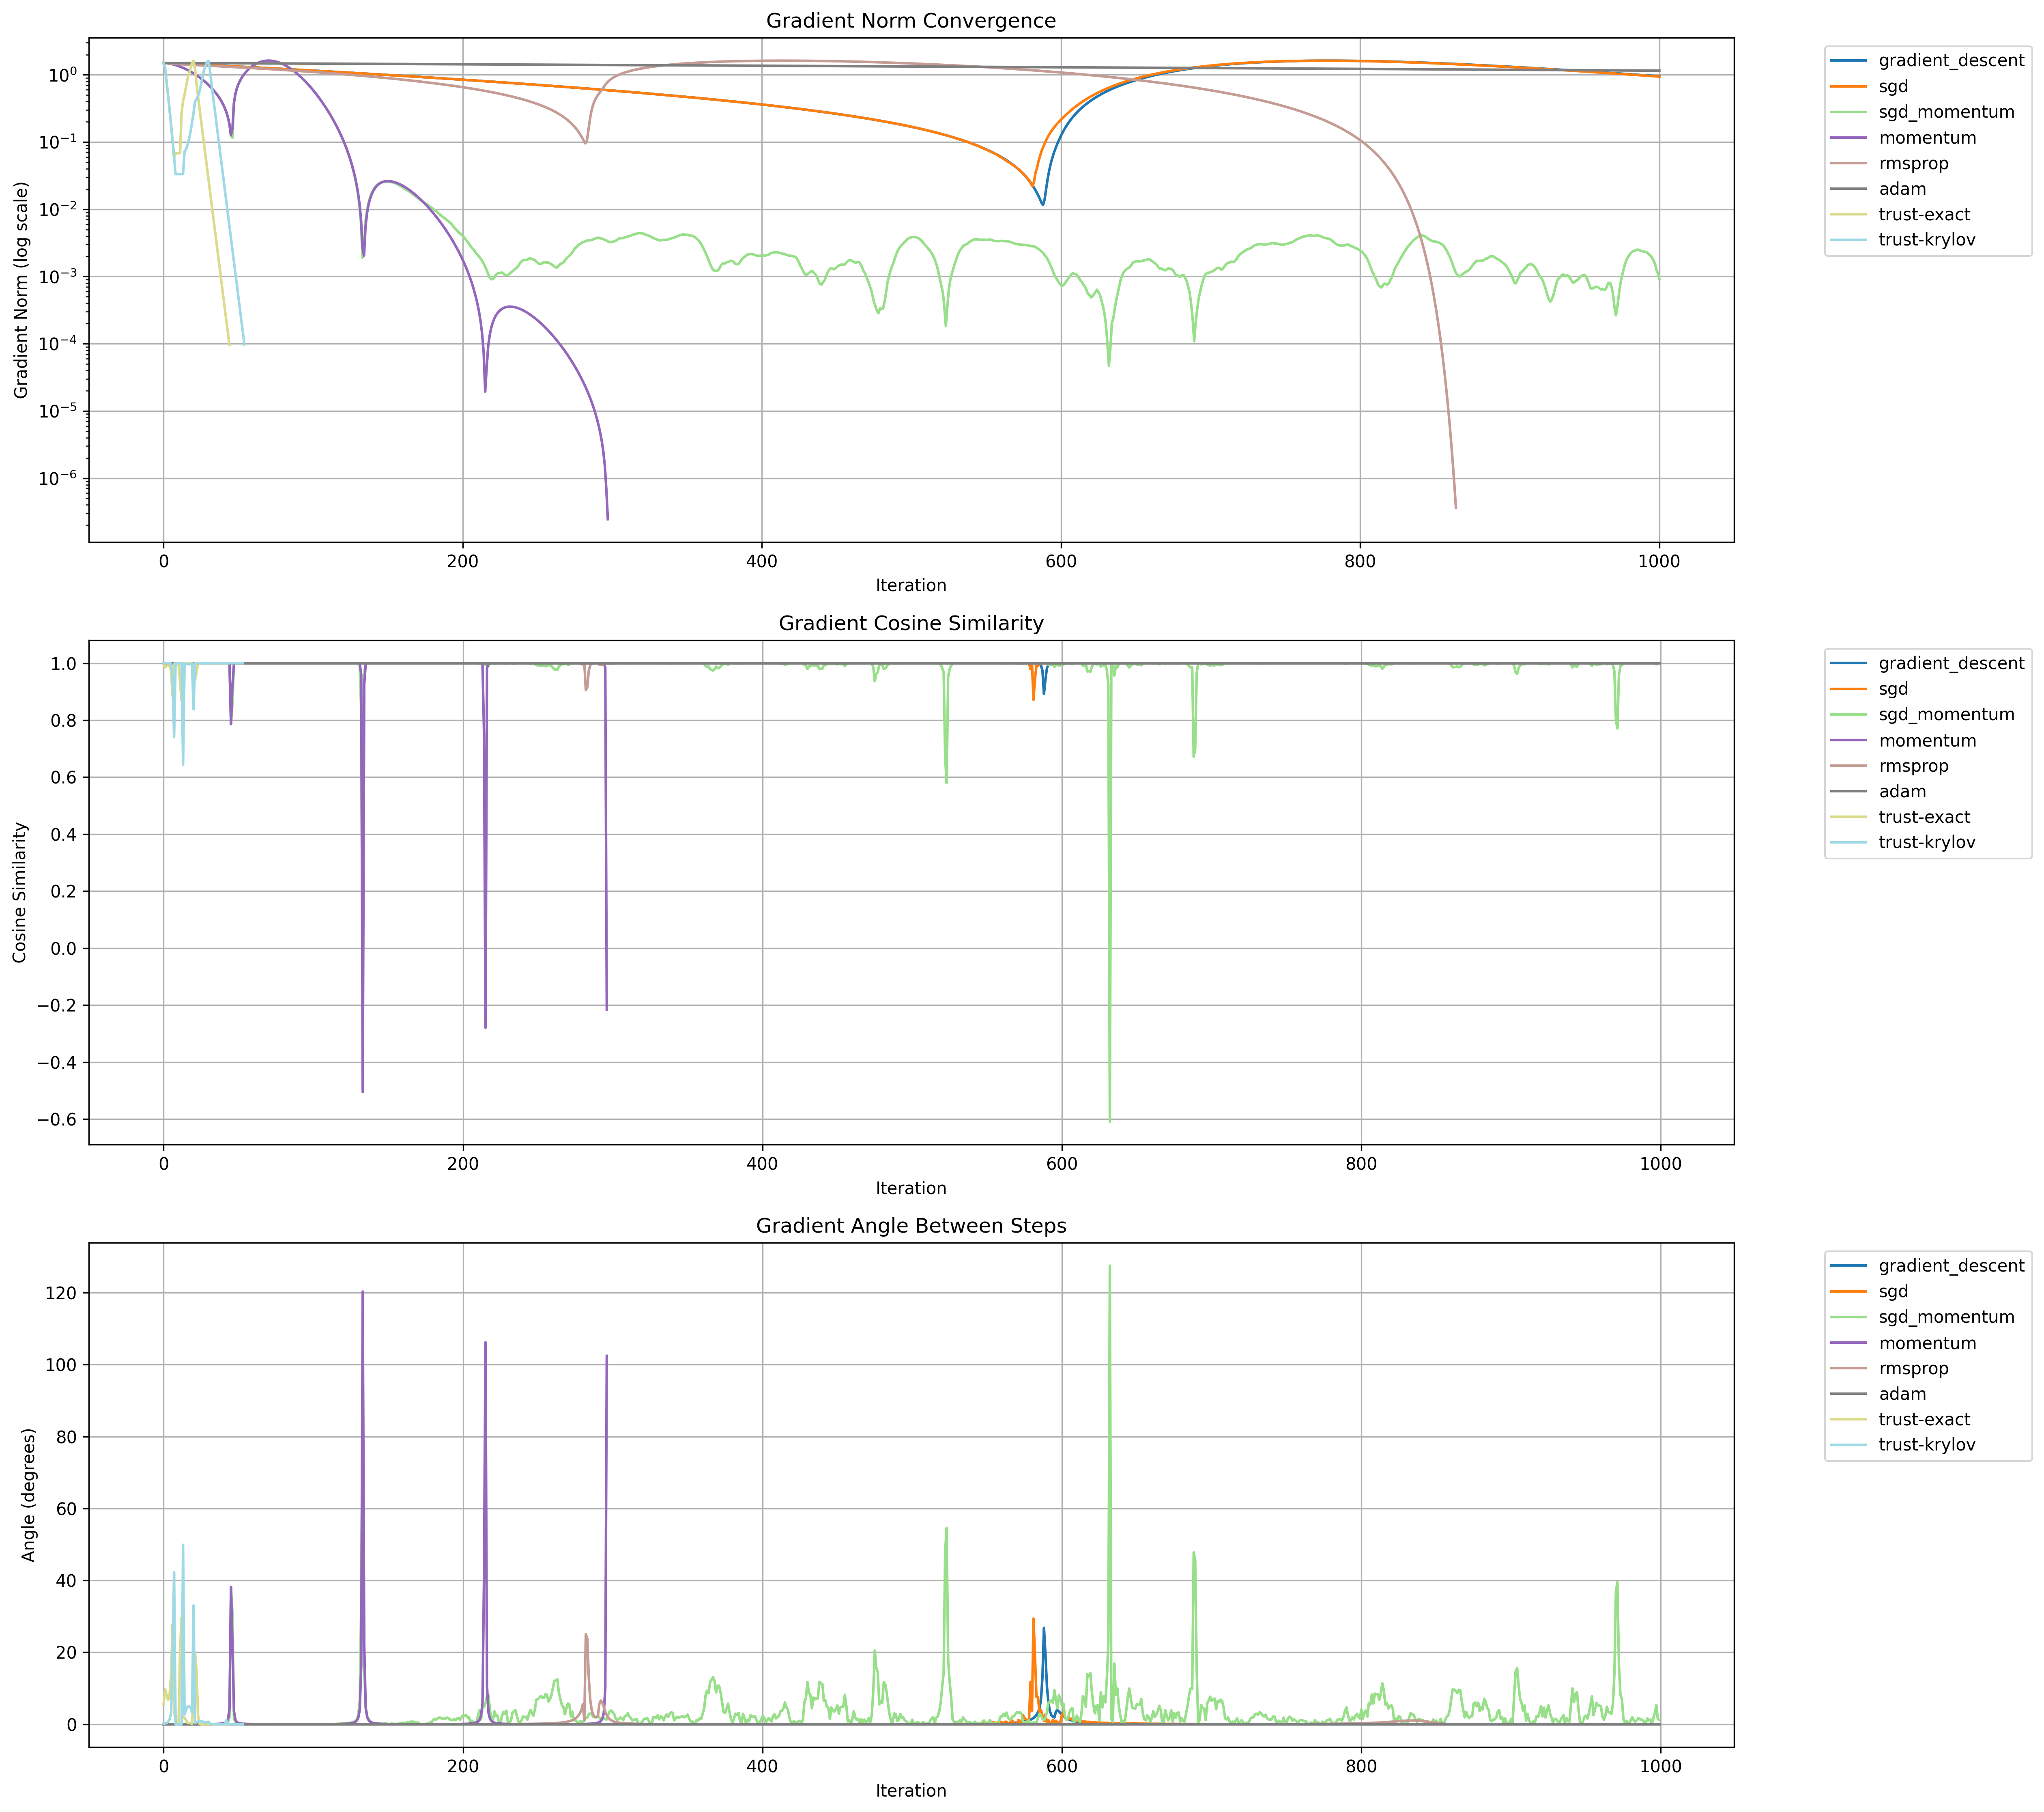 Gradient Norm Convergence
Gradient Norm (log scale)
10⁰
10⁻¹
10⁻²
10⁻³
10⁻⁴
10⁻⁵
10⁻⁶
0 200 400 600 800 1000
Iteration
gradient_descent
sgd
sgd_momentum
momentum
rmsprop
adam
trust-exact
trust-krylov
Gradient Cosine Similarity
Cosine Similarity
1.0
0.8
0.6
0.4
0.2
0.0
−0.2
−0.4
−0.6
0 200 400 600 800 1000
Iteration
gradient_descent
sgd
sgd_momentum
momentum
rmsprop
adam
trust-exact
trust-krylov
Gradient Angle Between Steps
Angle (degrees)
120
100
80
60
40
20
0
0 200 400 600 800 1000
Iteration
gradient_descent
sgd
sgd_momentum
momentum
rmsprop
adam
trust-exact
trust-krylov